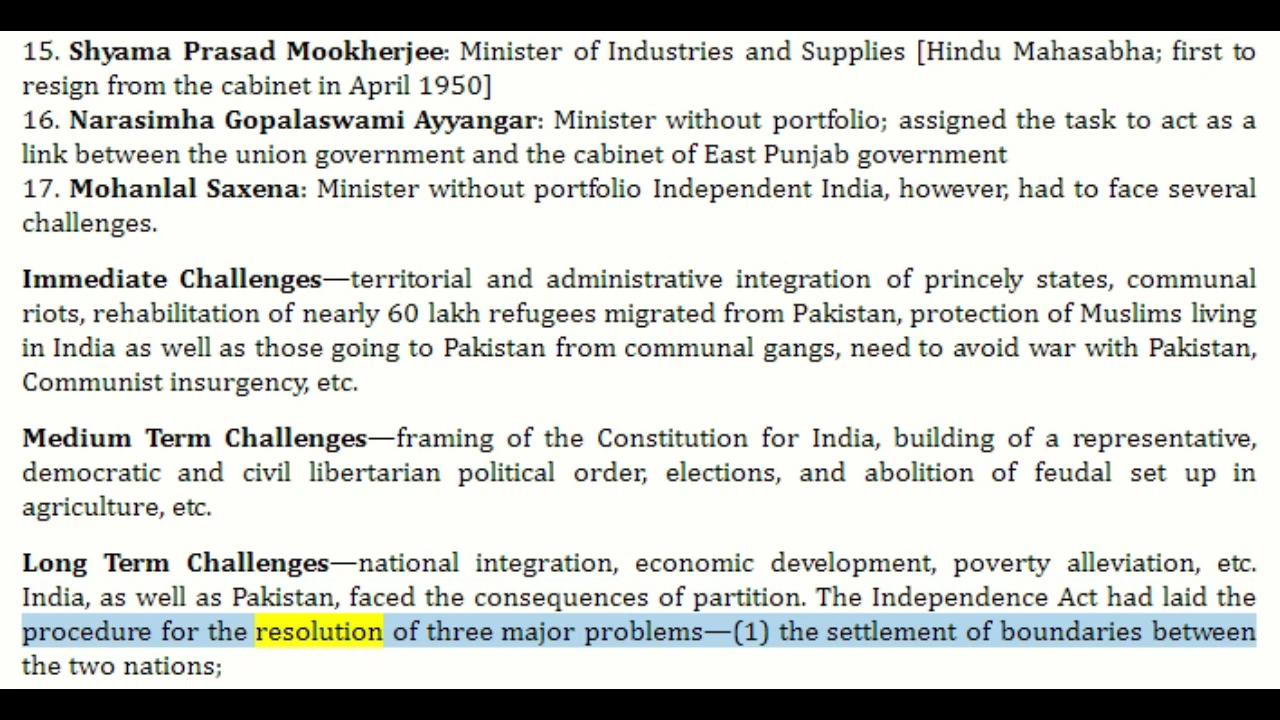 15. Shyama Prasad Mookherjee: Minister of Industries and Supplies [Hindu Mahasabha; first to
resign from the cabinet in April 1950]
16. Narasimha Gopalaswami Ayyangar: Minister without portfolio; assigned the task to act as a
link between the union government and the cabinet of East Punjab government
17. Mohanlal Saxena: Minister without portfolio Independent India, however, had to face several
challenges.
Immediate Challenges—territorial and administrative integration of princely states, communal
riots, rehabilitation of nearly 60 lakh refugees migrated from Pakistan, protection of Muslims living
in India as well as those going to Pakistan from communal gangs, need to avoid war with Pakistan,
Communist insurgency, etc.
Medium Term Challenges—framing of the Constitution for India, building of a representative,
democratic and civil libertarian political order, elections, and abolition of feudal set up in
agriculture, etc.
Long Term Challenges—national integration, economic development, poverty alleviation, etc.
India, as well as Pakistan, faced the consequences of partition. The Independence Act had laid the
procedure for the resolution of three major problems—(1) the settlement of boundaries between
the two nations;